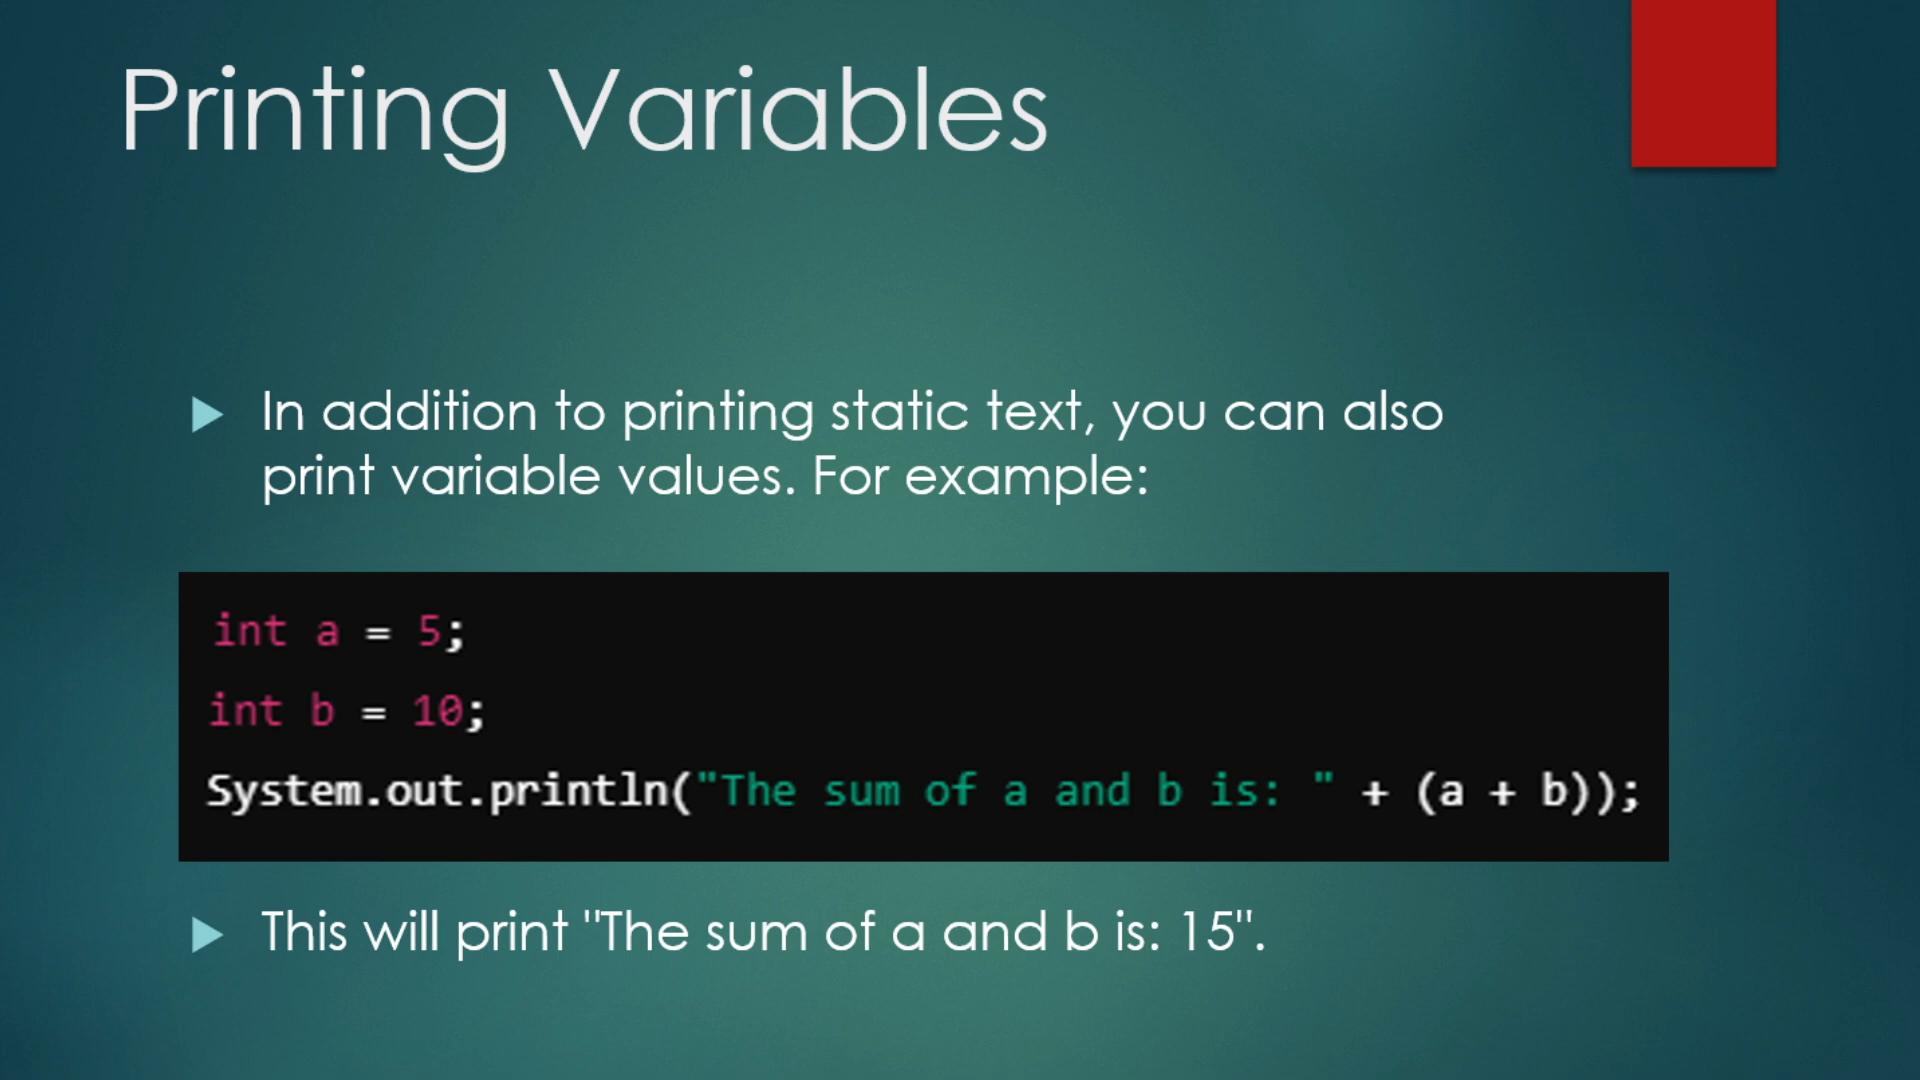 Printing Variables
In addition to printing static text, you can also
print variable values. For example:
int a = 5;
int b = 10;
System.out.println("The sum of a and b is: " + (a + b));
This will print "The sum of a and b is: 15".